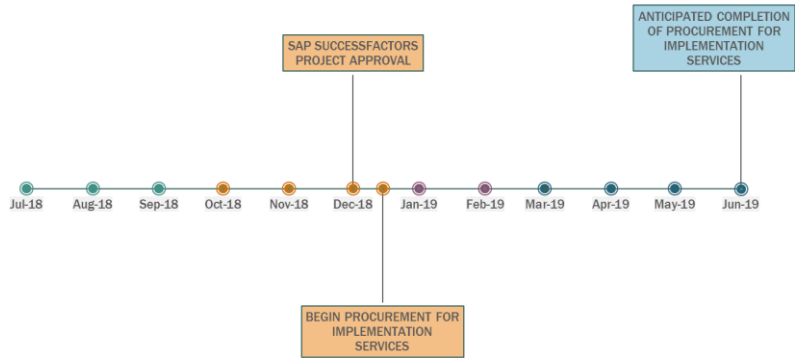 ANTICIPATED COMPLETION
OF PROCUREMENT FOR
IMPLEMENTATION
SERVICES
SAP SUCCESSFACTORS
PROJECT APPROVAL
Jul-18 Aug-18 Sep-18 Oct-18 Nov-18 Dec-18 Jan-19 Feb-19 Mar-19 Apr-19 May-19 Jun-19
BEGIN PROCUREMENT FOR
IMPLEMENTATION
SERVICES